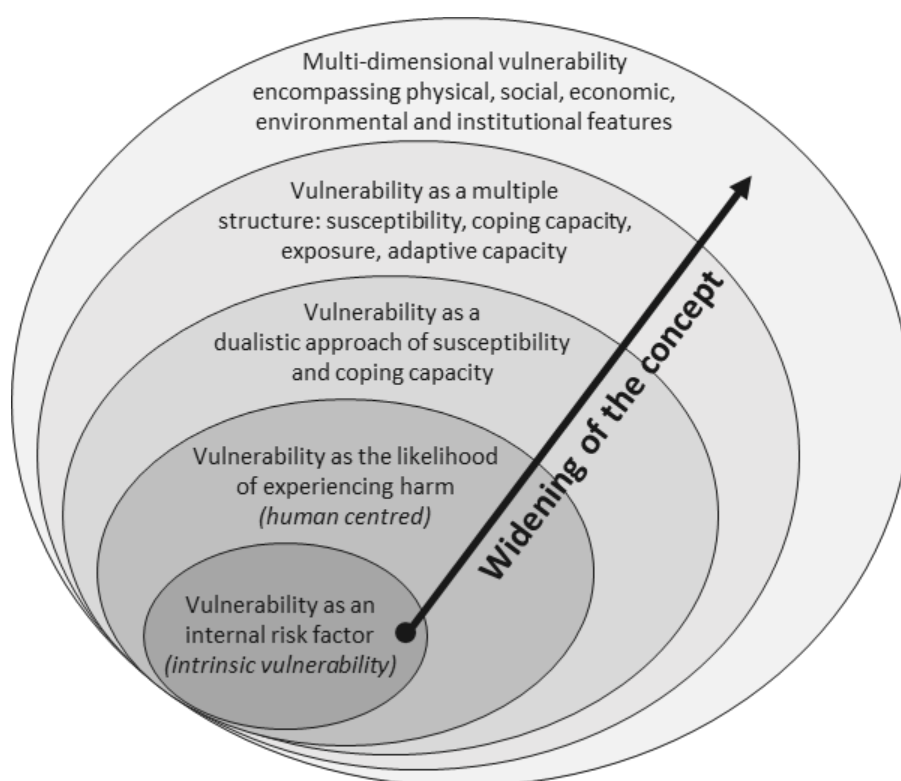 Multi-dimensional vulnerability
encompassing physical, social, economic,
environmental and institutional features
Vulnerability as a multiple
structure: susceptibility, coping capacity,
exposure, adaptive capacity
Vulnerability as a
dualistic approach of susceptibility
and coping capacity
Vulnerability as the likelihood
of experiencing harm
(human centred)
Vulnerability as an
internal risk factor
(intrinsic vulnerability)
Widening of the concept